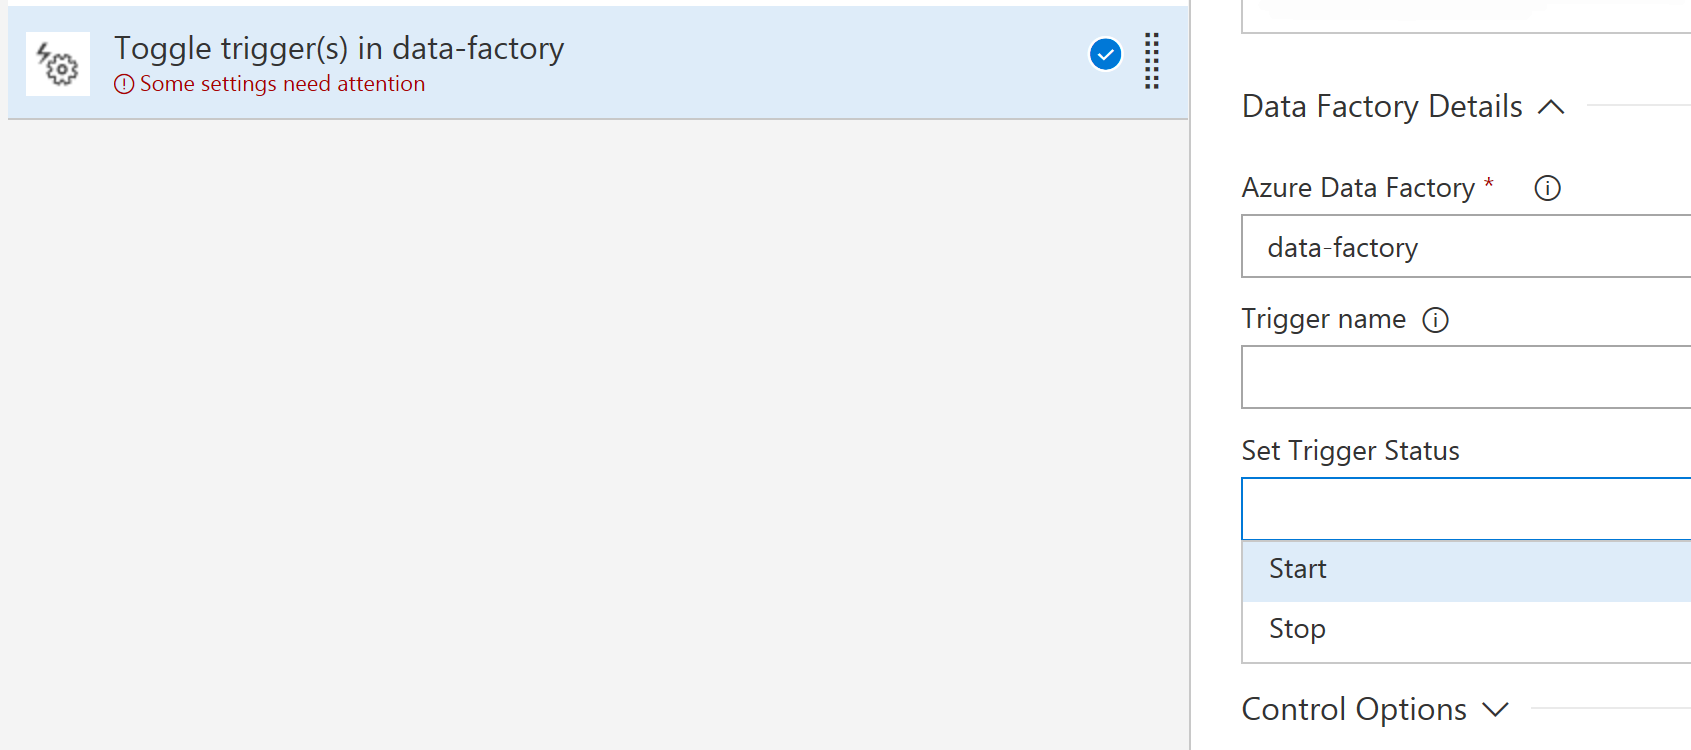 Toggle trigger(s) in data-factory
Some settings need attention
Data Factory Details
Azure Data Factory *
data-factory
Trigger name
Set Trigger Status
Start
Stop
Control Options